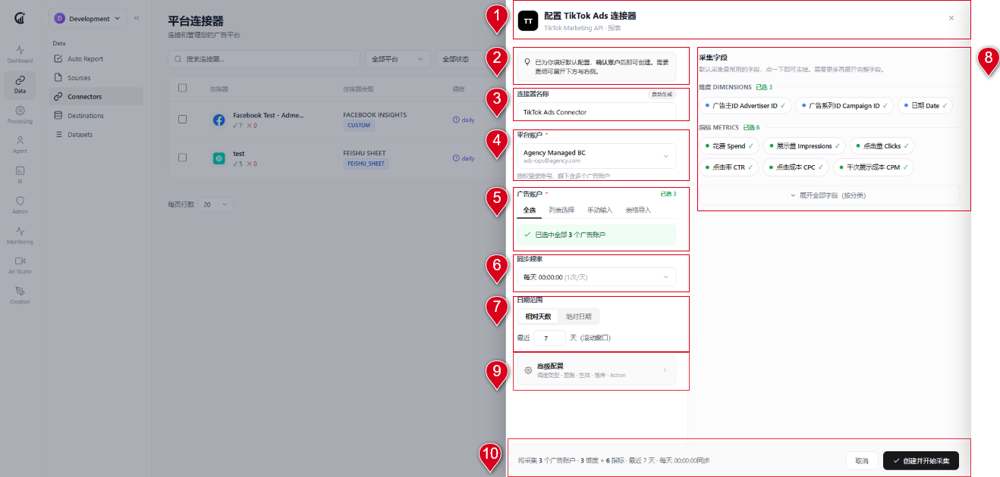 D Development
Dashboard
Data
Processing
Agent
BI
Admin
Monitoring
Ad Studio
Creation
Data
Auto Report
Sources
Connectors
Destinations
Datasets
平台连接器
连接和管理您的广告平台
搜索连接器...
全部平台
全部状态
连接器
连接器类型
调度
Facebook Test - Adme...
✓ 7 × 0
FACEBOOK INSIGHTS
CUSTOM
daily
test
✓ 5 × 0
FEISHU SHEET
FEISHU_SHEET
daily
每页行数 20
1
TT
配置 TikTok Ads 连接器
TikTok Marketing API · 报表
2
已为你填好默认配置，确认账户后即可创建。需要
更细可展开下方与右侧。
3
连接器名称
自动生成
TikTok Ads Connector
4
平台账户 *
Agency Managed BC
ads-ops@agency.com
授权登录账号，旗下含多个广告账户
5
广告账户 *
已选 3
全选 列表选择 手动输入 表格导入
✓ 已选中全部 3 个广告账户
6
同步频率
每天 00:00:00 (1次/天)
7
日期范围
相对天数 绝对日期
最近 7 天（滚动窗口）
9
高级配置
调度类型 · 重跑 · 生效 · 落库 · Action
8
采集字段
默认采集最常用的字段，点一下即可去掉。需要更多再展开完整字段。
维度 DIMENSIONS 已选 3
广告主ID Advertiser ID ✓
广告系列ID Campaign ID ✓
日期 Date ✓
指标 METRICS 已选 6
花费 Spend ✓
展示量 Impressions ✓
点击量 Clicks ✓
点击率 CTR ✓
点击成本 CPC ✓
千次展示成本 CPM ✓
展开全部字段（按分类）
10
将采集 3 个广告账户 · 3 维度 + 6 指标 · 最近 7 天 · 每天 00:00:00同步
取消
✓ 创建并开始采集